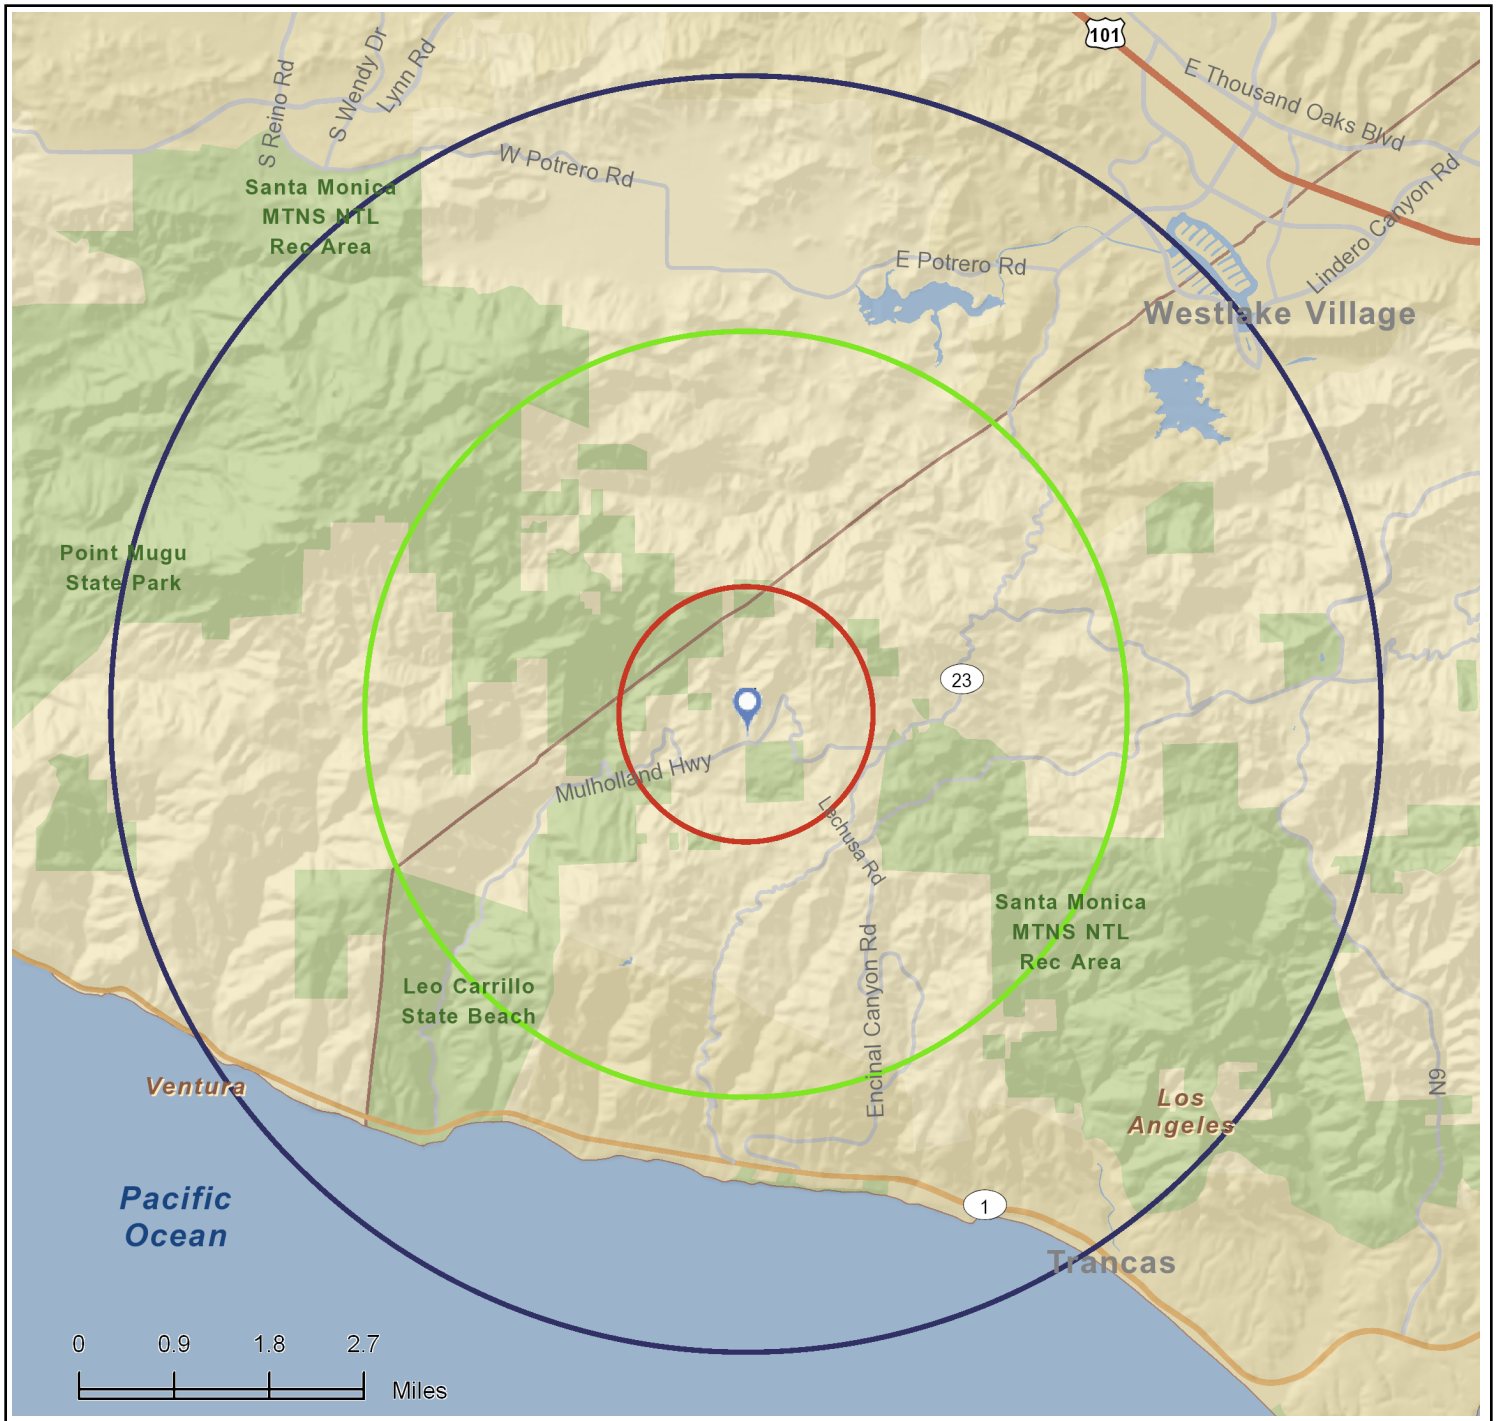 101
E Thousand Oaks Blvd
S Reino Rd
S Wendy Dr
Lynn Rd
W Potrero Rd
Santa Monica
MTNS NTL
Rec Area
Lindero Canyon Rd
E Potrero Rd
Westlake Village
Point Mugu
State Park
23
Mulholland Hwy
Lechusa Rd
Santa Monica
MTNS NTL
Rec Area
Encinal Canyon Rd
Leo Carrillo
State Beach
Ventura
N9
Los
Angeles
Pacific
Ocean
1
Trancas
0 0.9 1.8 2.7
Miles